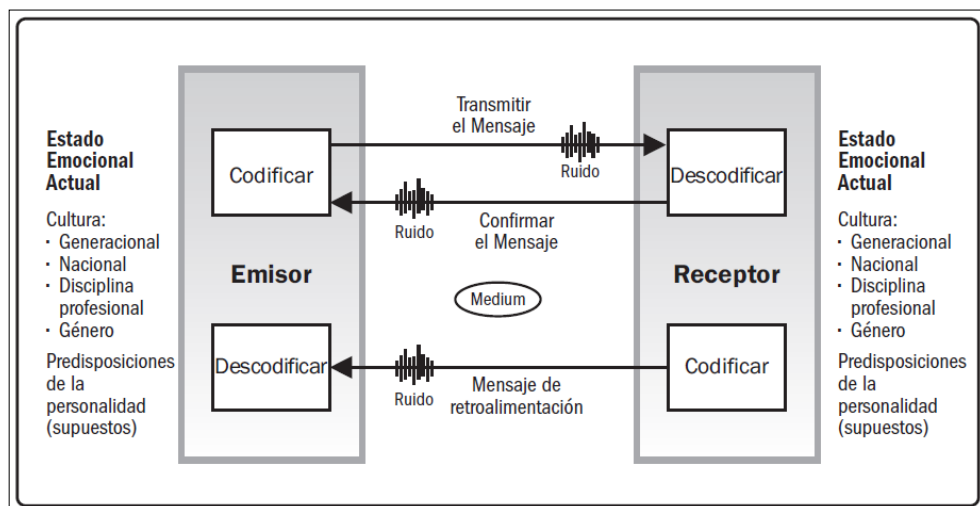 Estado
Emocional
Actual
Cultura:
· Generacional
· Nacional
· Disciplina
profesional
· Género
Predisposiciones
de la
personalidad
(supuestos)
Codificar
Emisor
Descodificar
Transmitir
el Mensaje
Ruido
Ruido
Confirmar
el Mensaje
Medium
Ruido
Mensaje de
retroalimentación
Descodificar
Receptor
Codificar
Estado
Emocional
Actual
Cultura:
· Generacional
· Nacional
· Disciplina
profesional
· Género
Predisposiciones
de la
personalidad
(supuestos)